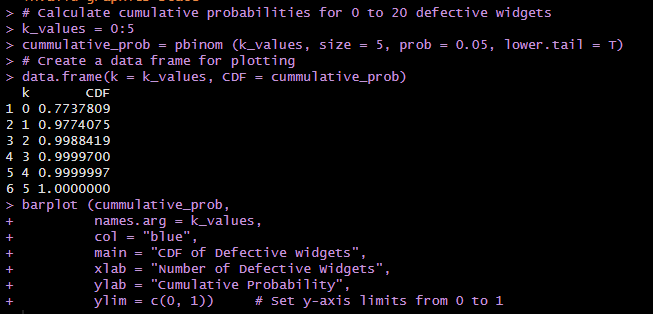 > # Calculate cumulative probabilities for 0 to 20 defective widgets
> k_values = 0:5
> cummulative_prob = pbinom (k_values, size = 5, prob = 0.05, lower.tail = T)
> # Create a data frame for plotting
> data.frame(k = k_values, CDF = cummulative_prob)
  k       CDF
1 0 0.7737809
2 1 0.9774075
3 2 0.9988419
4 3 0.9999700
5 4 0.9999997
6 5 1.0000000
> barplot (cummulative_prob,
+         names.arg = k_values,
+         col = "blue",
+         main = "CDF of Defective Widgets",
+         xlab = "Number of Defective Widgets",
+         ylab = "Cumulative Probability",
+         ylim = c(0, 1))     # Set y-axis limits from 0 to 1